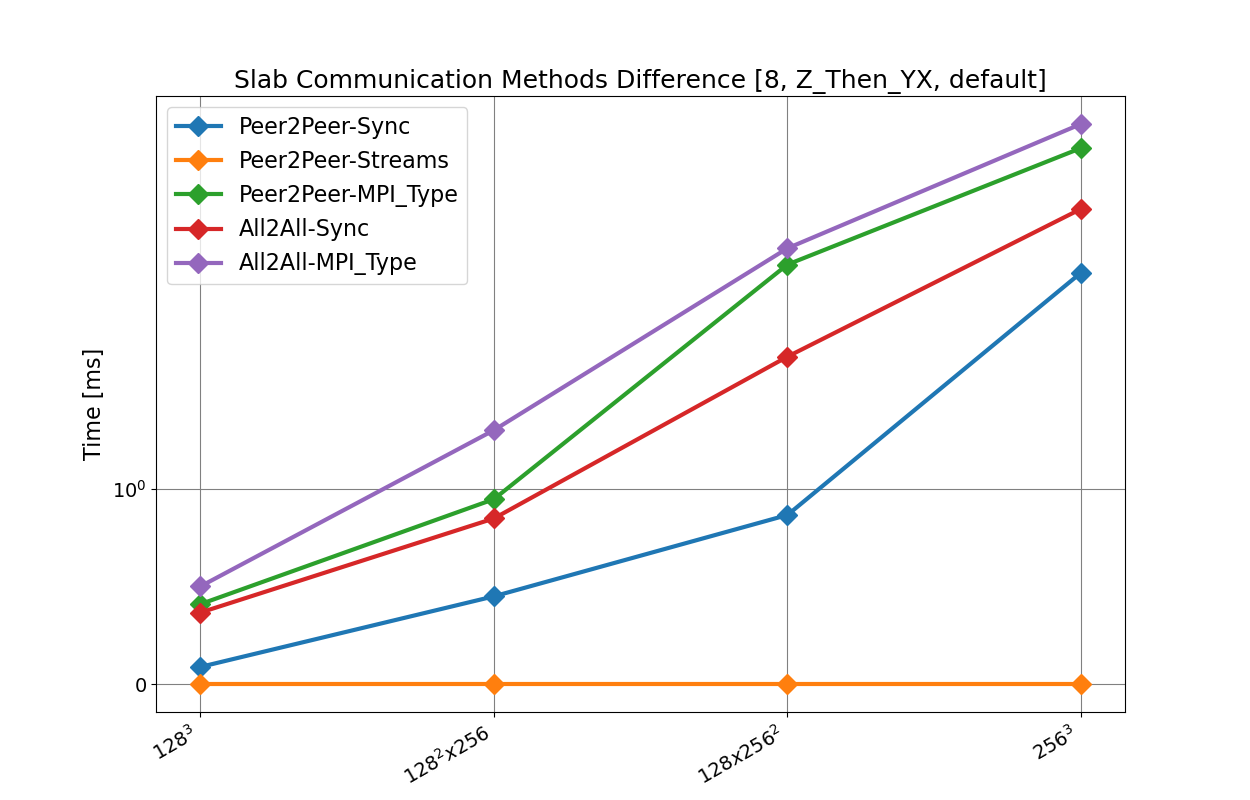 Slab Communication Methods Difference [8, Z_Then_YX, default]
Peer2Peer-Sync
Peer2Peer-Streams
Peer2Peer-MPI_Type
All2All-Sync
All2All-MPI_Type
Time [ms]
10⁰
0
128³
128²x256
128x256²
256³